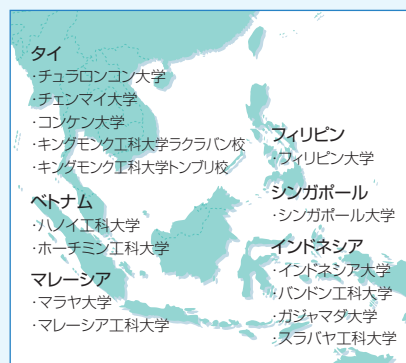 タイ
・チュラロンコン大学
・チェンマイ大学
・コンケン大学
・キングモンク工科大学ラクラバン校
・キングモンク工科大学トンブリ校
ベトナム
・ハノイ工科大学
・ホーチミン工科大学
マレーシア
・マラヤ大学
・マレーシア工科大学
フィリピン
・フィリピン大学
シンガポール
・シンガポール大学
インドネシア
・インドネシア大学
・バンドン工科大学
・ガジャマダ大学
・スラバヤ工科大学